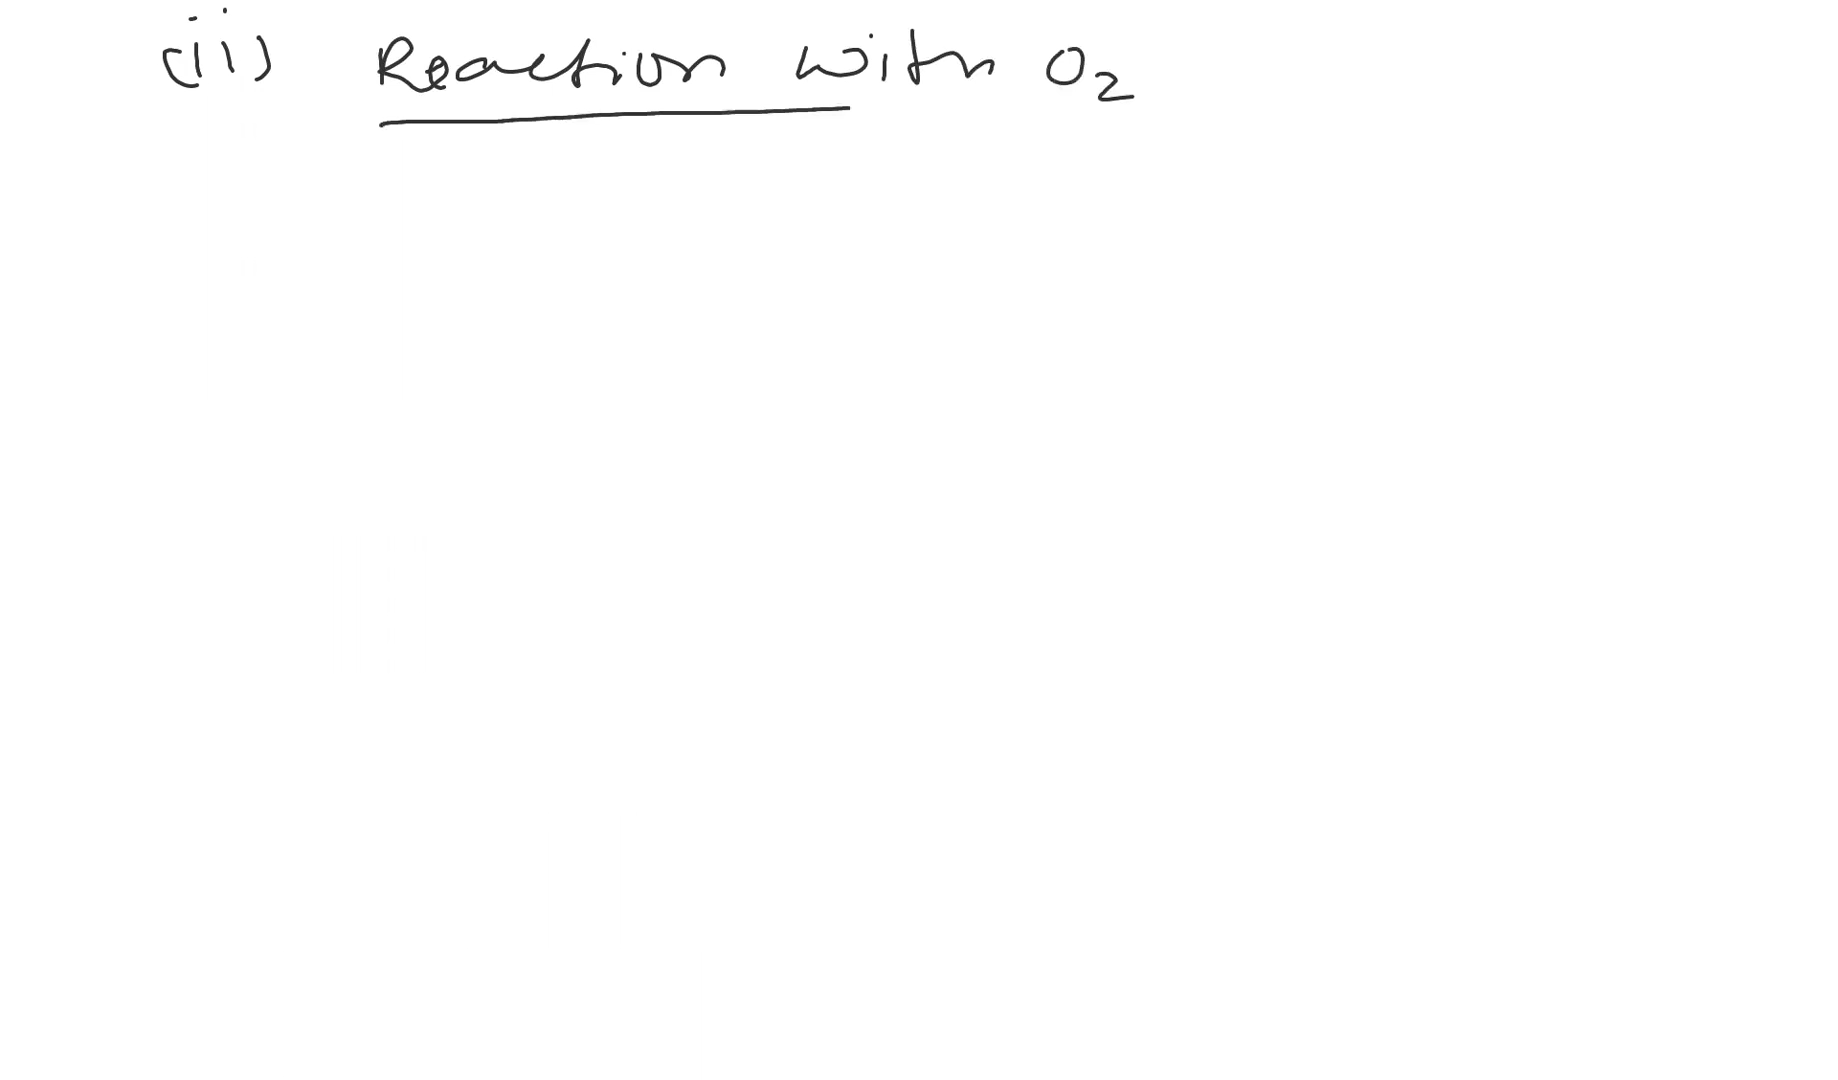 (ii) Reaction with O₂